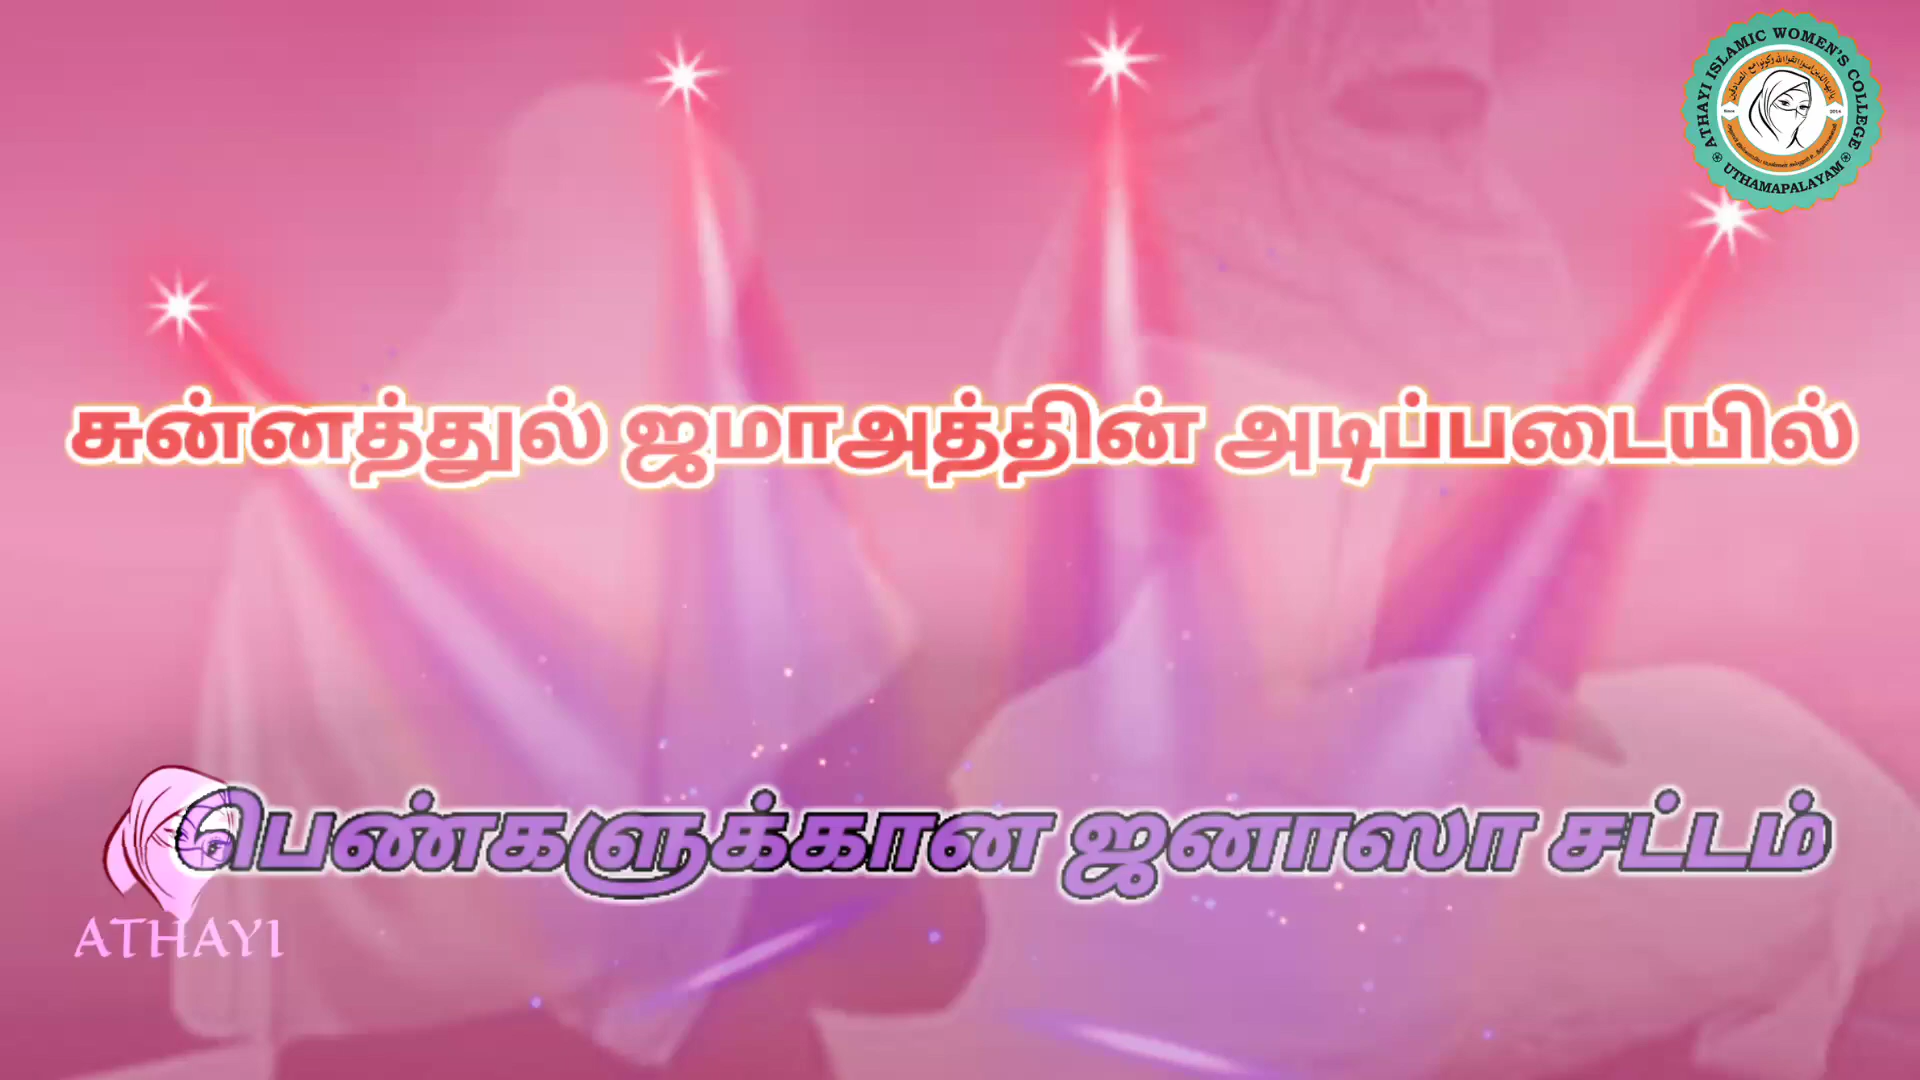 ATHAYI ISLAMIC WOMEN'S COLLEGE
UTHAMAPALAYAM
சுன்னத்துல் ஜமாஅத்தின் அடிப்படையில்
பெண்களுக்கான ஜனாஸா சட்டம்
ATHAYI